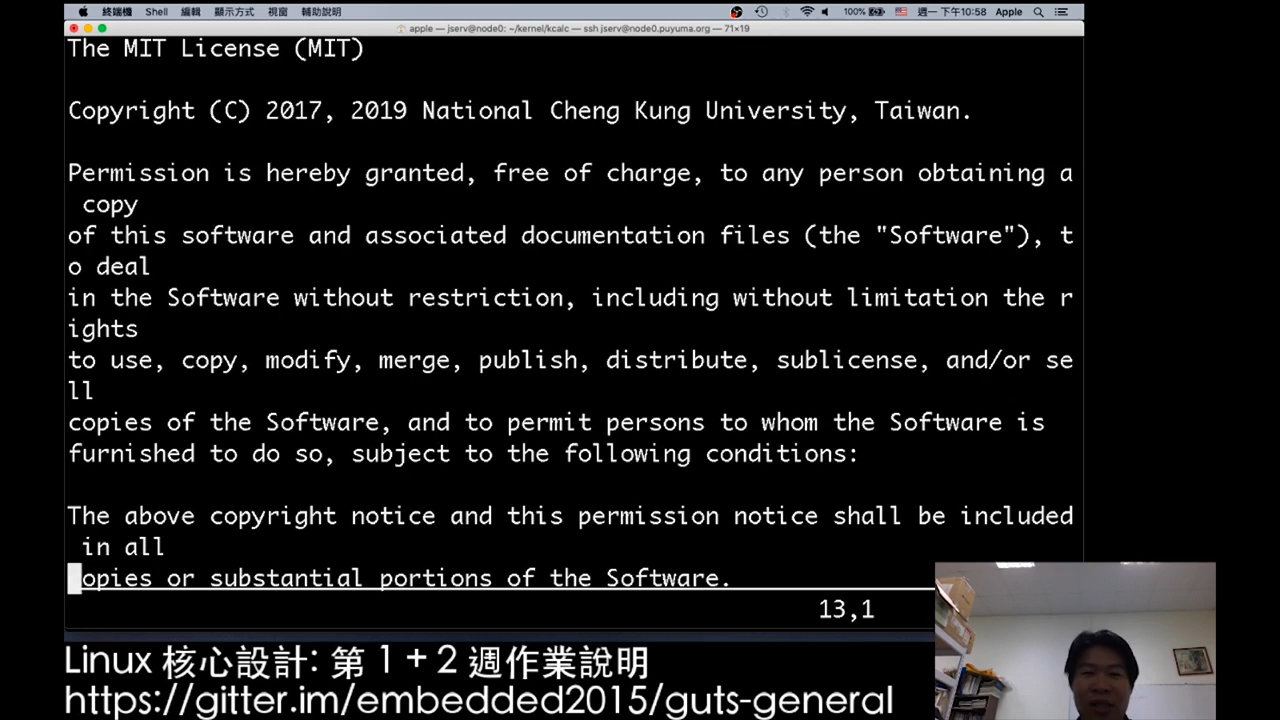 終端機 Shell 編輯 顯示方式 視窗 輔助說明 100% 週一 下午10:58 Apple
apple — jserv@node0: ~/kernel/kcalc — ssh jserv@node0.puyuma.org — 71×19
The MIT License (MIT)
Copyright (C) 2017, 2019 National Cheng Kung University, Taiwan.
Permission is hereby granted, free of charge, to any person obtaining a
copy
of this software and associated documentation files (the "Software"), t
o deal
in the Software without restriction, including without limitation the r
ights
to use, copy, modify, merge, publish, distribute, sublicense, and/or se
ll
copies of the Software, and to permit persons to whom the Software is
furnished to do so, subject to the following conditions:
The above copyright notice and this permission notice shall be included
in all
opies or substantial portions of the Software.
13,1
Linux 核心設計: 第 1 + 2 週作業說明
https://gitter.im/embedded2015/guts-general